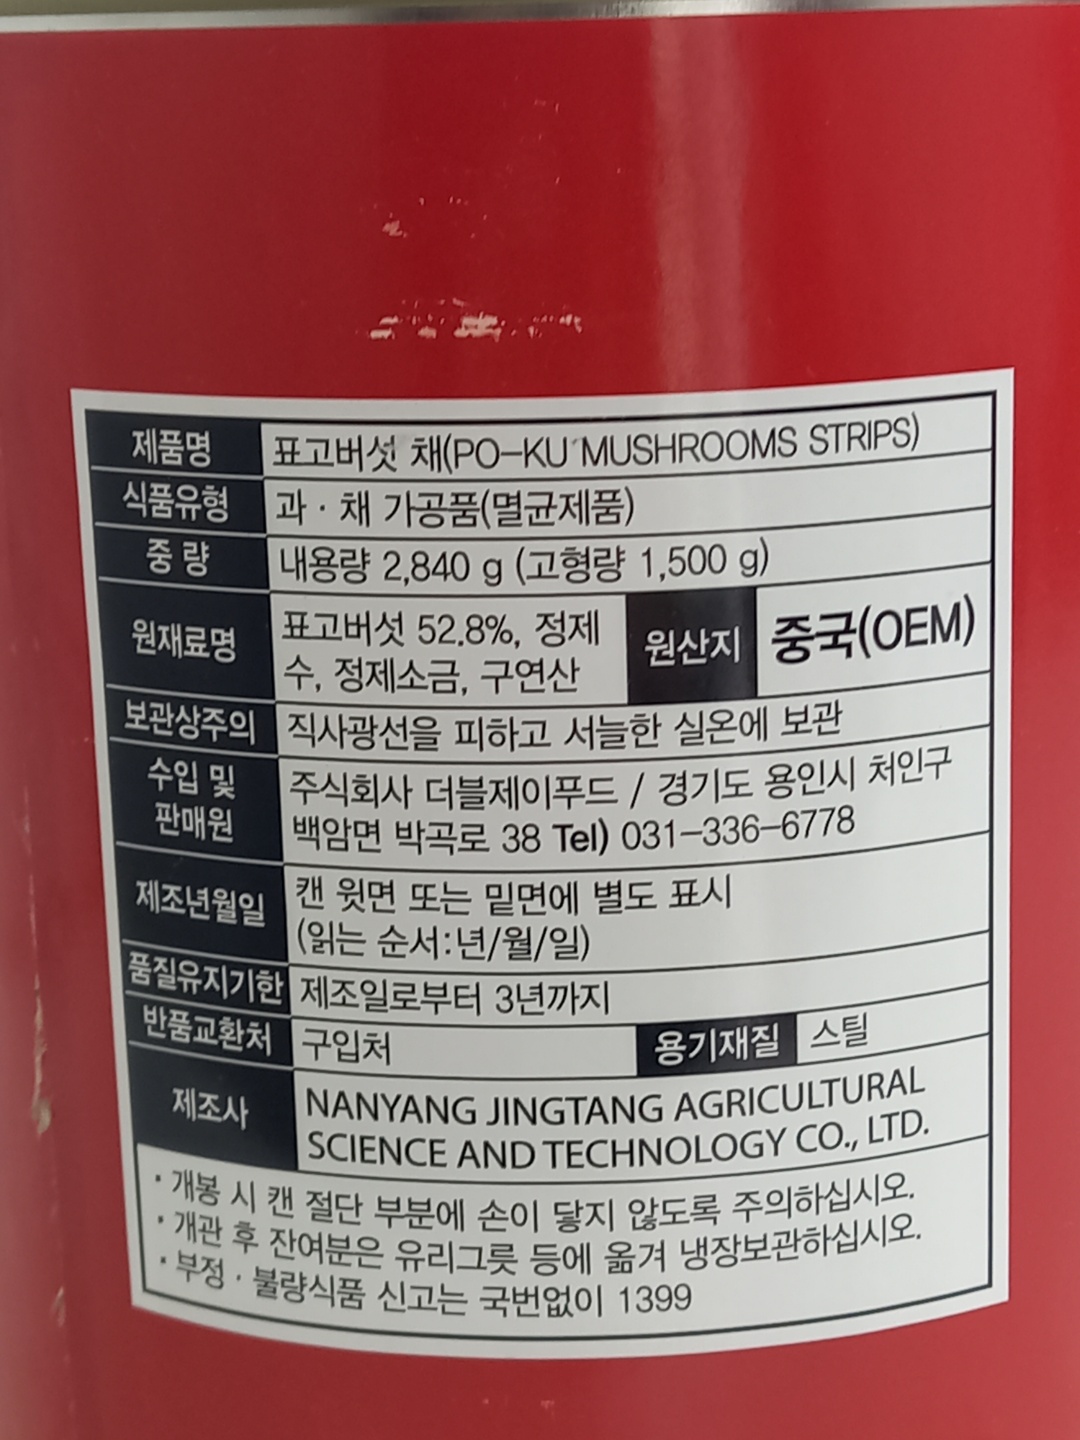 제품명 표고버섯 채(PO-KU´MUSHROOMS STRIPS)
식품유형 과·채 가공품(멸균제품)
중 량 내용량 2,840 g (고형량 1,500 g)
원재료명 표고버섯 52.8%, 정제
수, 정제소금, 구연산
원산지 중국(OEM)
보관상주의 직사광선을 피하고 서늘한 실온에 보관
수입 및
판매원
주식회사 더블제이푸드 / 경기도 용인시 처인구
백암면 박곡로 38 Tel) 031-336-6778
제조년월일 캔 윗면 또는 밑면에 별도 표시
(읽는 순서:년/월/일)
품질유지기한 제조일로부터 3년까지
반품교환처 구입처 용기재질 스틸
제조사 NANYANG JINGTANG AGRICULTURAL
SCIENCE AND TECHNOLOGY CO., LTD.
· 개봉 시 캔 절단 부분에 손이 닿지 않도록 주의하십시오.
· 개관 후 잔여분은 유리그릇 등에 옮겨 냉장보관하십시오.
· 부정·불량식품 신고는 국번없이 1399